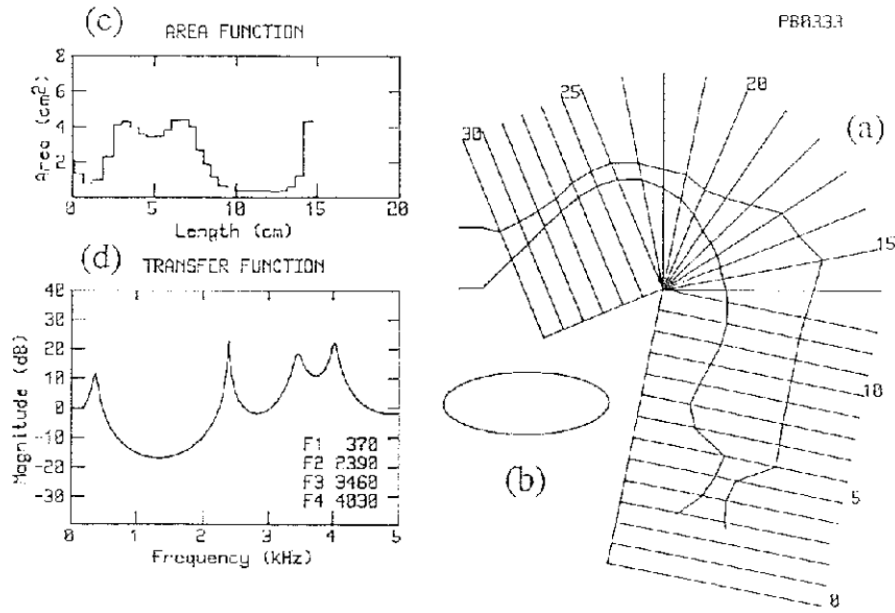 (c)
AREA FUNCTION
Area (cm2)
8
6
4
2
0 5 10 15 20
Length (cm)
(d)
TRANSFER FUNCTION
Magnitude (dB)
40
30
20
10
0
-10
-20
-30
F1 370
F2 2390
F3 3460
F4 4030
0 1 2 3 4 5
Frequency (kHz)
PB0333
(a)
30
25
20
15
10
5
0
(b)